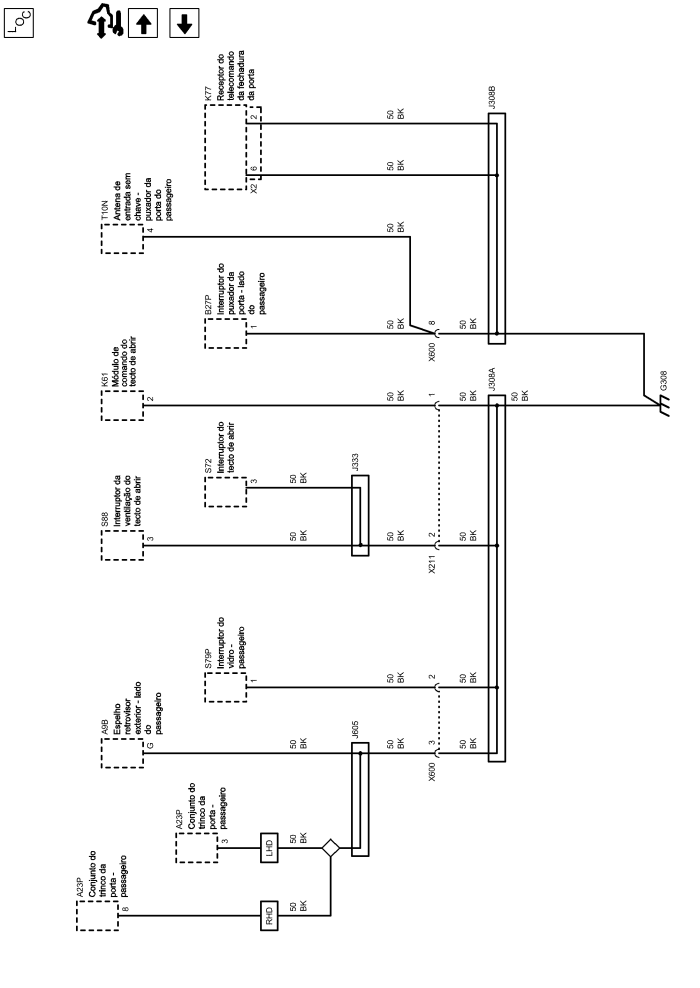 LOC
A23P
Conjunto do
trinco da
porta -
passageiro
8
RHD
50
BK
A23P
Conjunto do
trinco da
porta -
passageiro
3
LHD
50
BK
A9B
Espelho
retrovisor
exterior - lado
do
passageiro
G
50
BK
J605
50
BK
3
X600
50
BK
S79P
Interruptor do
vidro -
passageiro
1
50
BK
2
50
BK
S88
Interruptor da
ventilação do
tecto de abrir
3
50
BK
50
BK
2
X211
50
BK
S72
Interruptor do
tecto de abrir
3
50
BK
J333
K61
Módulo de
comando do
tecto de abrir
2
50
BK
1
50
BK
J308A
50
BK
B27P
Interruptor do
puxador da
porta - lado
do
passageiro
1
50
BK
8
X600
50
BK
T10N
Antena de
entrada sem
chave -
puxador da
porta do
passageiro
4
50
BK
K77
Receptor do
telecomando
da fechadura
da porta
2
6
X2
50
BK
50
BK
J308B
G308